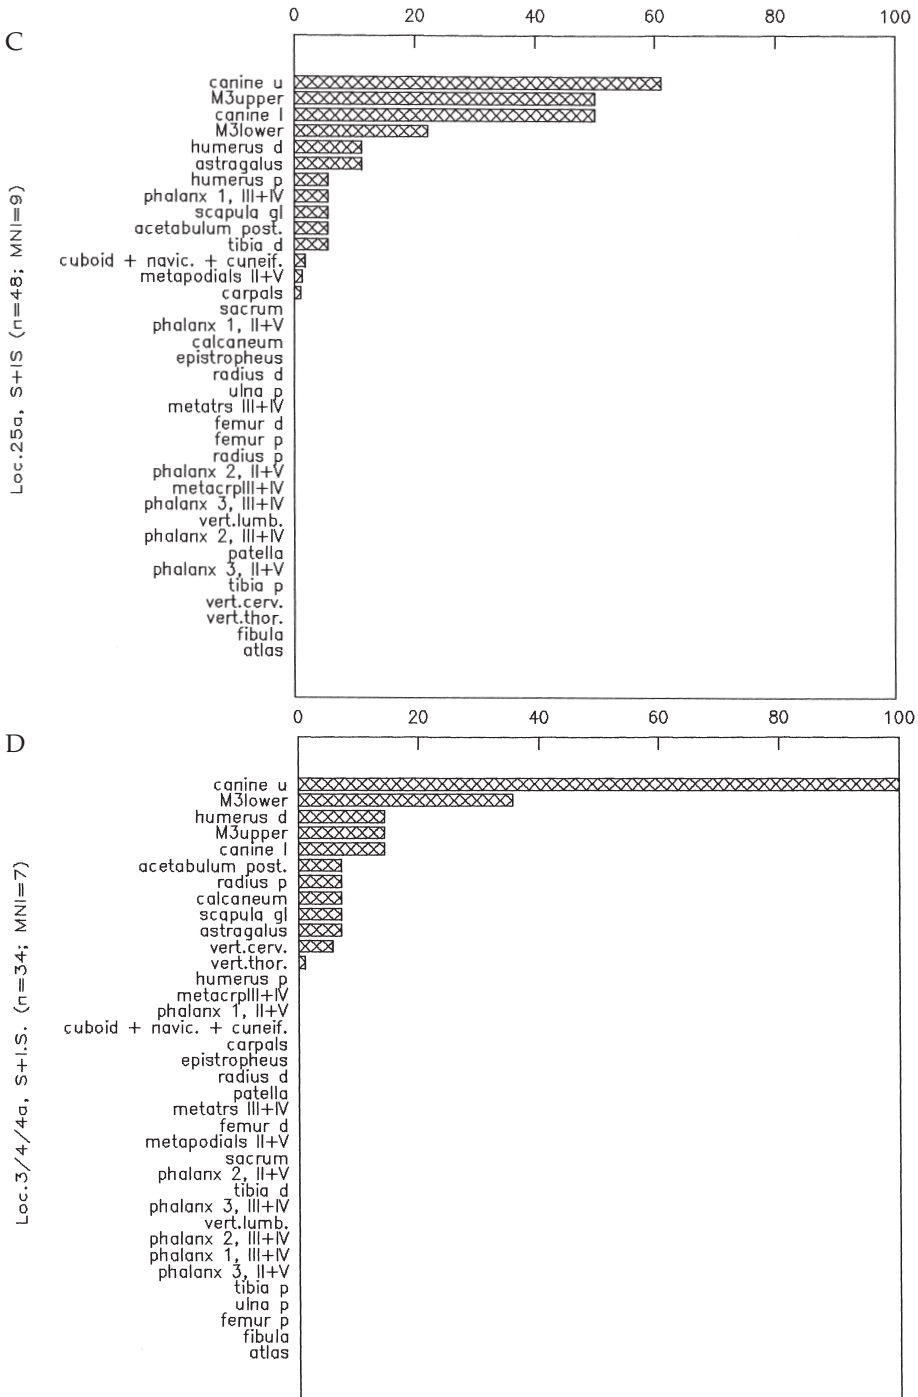 C
0 20 40 60 80 100
Loc.25a, S+IS (n=48; MNI=9)
canine u
M3upper
canine l
M3lower
humerus d
astragalus
humerus p
phalanx 1, III+IV
scapula gl
acetabulum post.
tibia d
cuboid + navic. + cuneif.
metapodials II+V
carpals
sacrum
phalanx 1, II+V
calcaneum
epistropheus
radius d
ulna p
metatrs III+IV
femur d
femur p
radius p
phalanx 2, II+V
metacrpIII+IV
phalanx 3, III+IV
vert.lumb.
phalanx 2, III+IV
patella
phalanx 3, II+V
tibia p
vert.cerv.
vert.thor.
fibula
atlas
D
0 20 40 60 80 100
Loc.3/4/4a, S+I.S. (n=34; MNI=7)
canine u
M3lower
humerus d
M3upper
canine l
acetabulum post.
radius p
calcaneum
scapula gl
astragalus
vert.cerv.
vert.thor.
humerus p
metacrpIII+IV
phalanx 1, II+V
cuboid + navic. + cuneif.
carpals
epistropheus
radius d
patella
metatrs III+IV
femur d
metapodials II+V
sacrum
phalanx 2, II+V
tibia d
phalanx 3, III+IV
vert.lumb.
phalanx 2, III+IV
phalanx 1, III+IV
phalanx 3, II+V
tibia p
ulna p
femur p
fibula
atlas